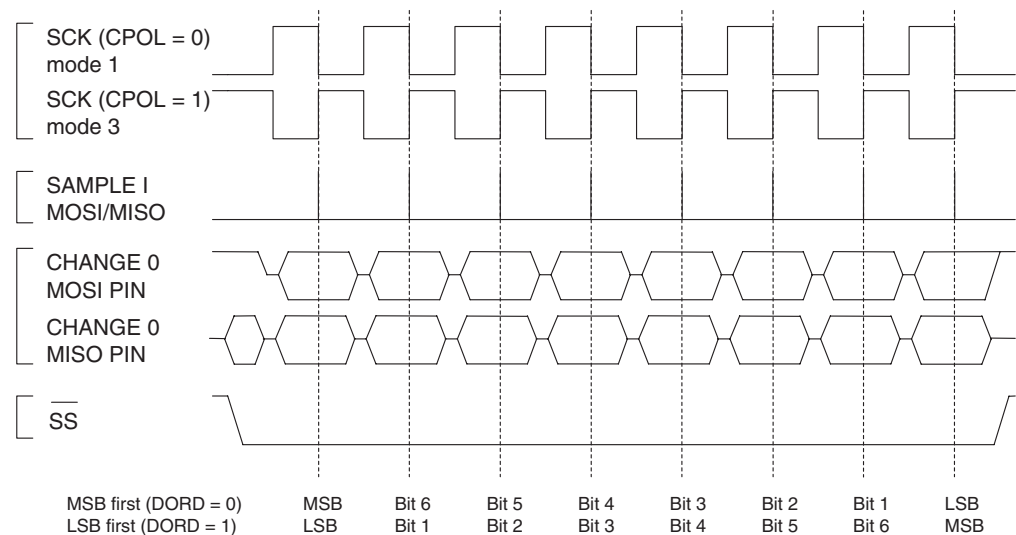 SCK (CPOL = 0)
mode 1
SCK (CPOL = 1)
mode 3
SAMPLE I
MOSI/MISO
CHANGE 0
MOSI PIN
CHANGE 0
MISO PIN
SS
MSB first (DORD = 0) MSB Bit 6 Bit 5 Bit 4 Bit 3 Bit 2 Bit 1 LSB
LSB first (DORD = 1) LSB Bit 1 Bit 2 Bit 3 Bit 4 Bit 5 Bit 6 MSB